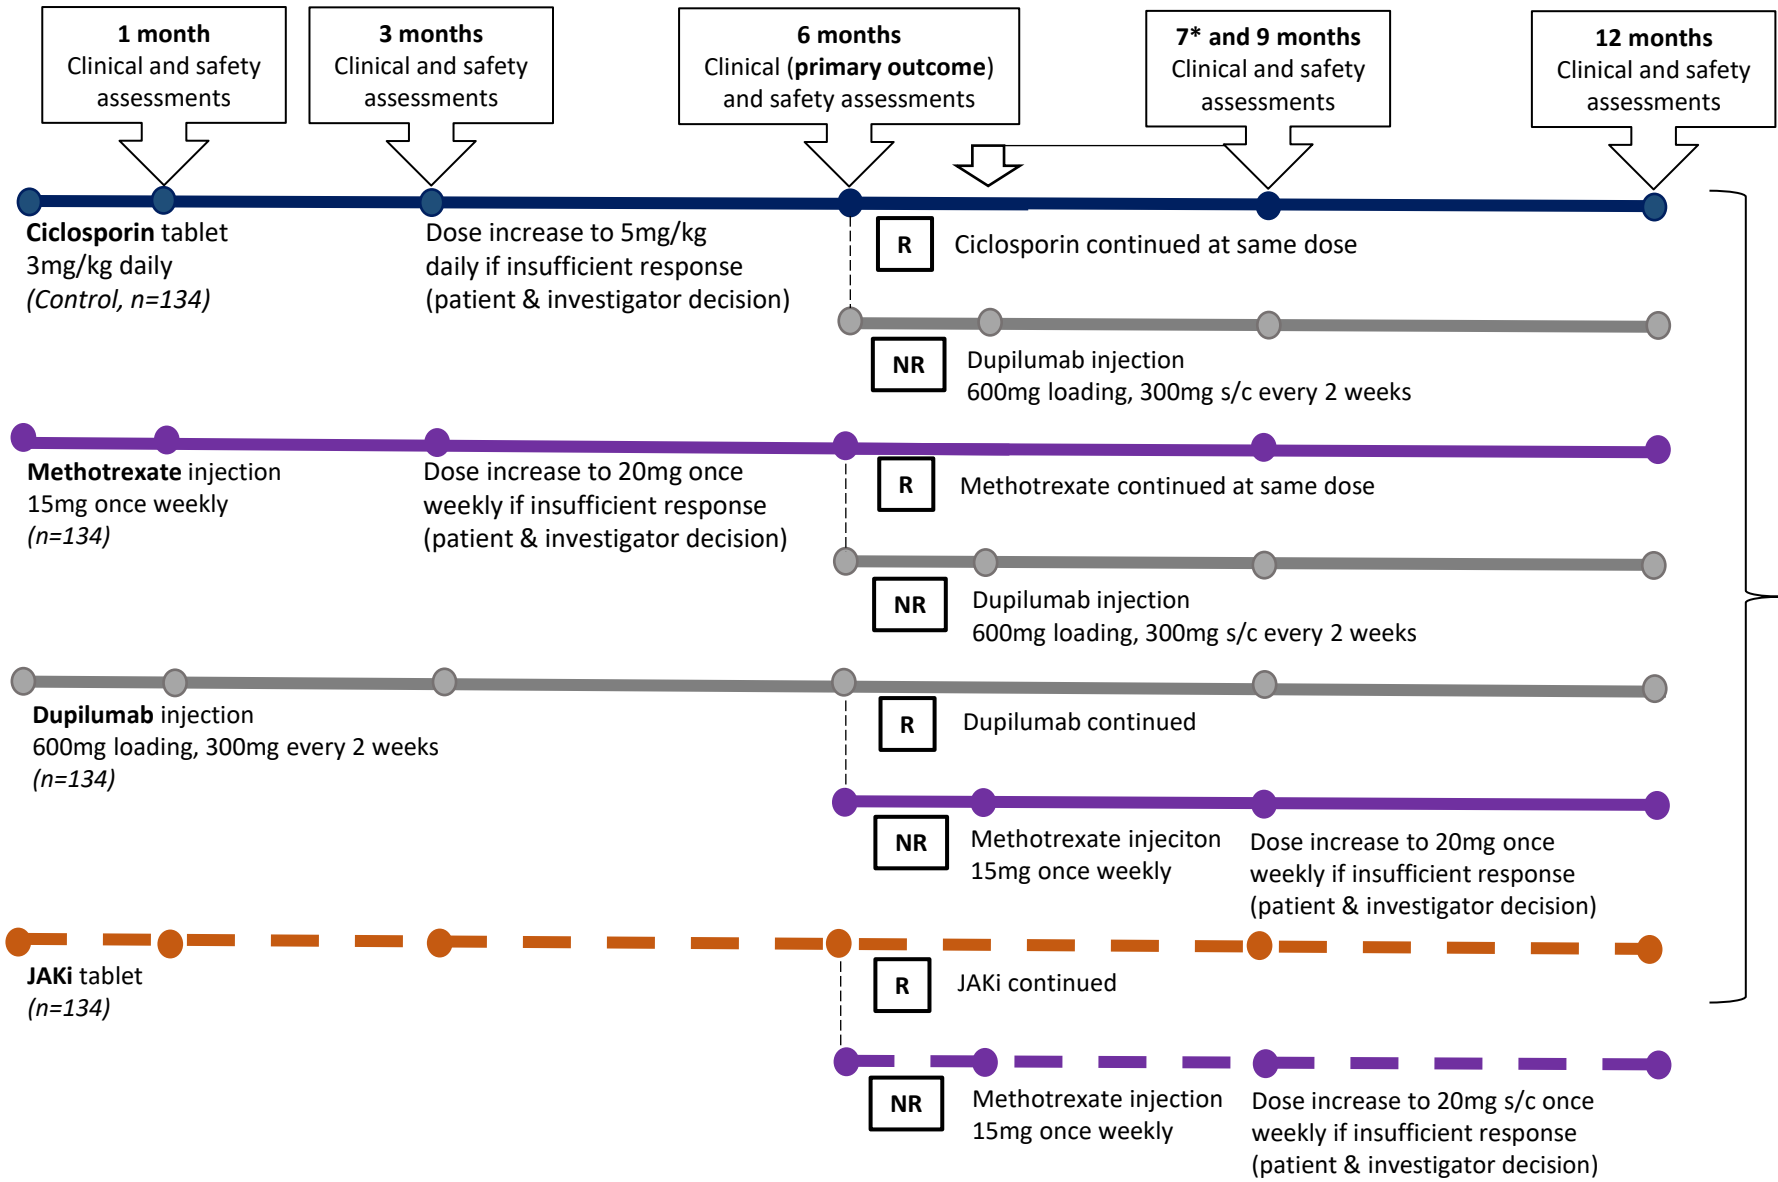 1 month
Clinical and safety
assessments
3 months
Clinical and safety
assessments
6 months
Clinical (primary outcome)
and safety assessments
7* and 9 months
Clinical and safety
assessments
12 months
Clinical and safety
assessments
Ciclosporin tablet
3mg/kg daily
(Control, n=134)
Dose increase to 5mg/kg
daily if insufficient response
(patient & investigator decision)
R
Ciclosporin continued at same dose
NR
Dupilumab injection
600mg loading, 300mg s/c every 2 weeks
Methotrexate injection
15mg once weekly
(n=134)
Dose increase to 20mg once
weekly if insufficient response
(patient & investigator decision)
R
Methotrexate continued at same dose
NR
Dupilumab injection
600mg loading, 300mg s/c every 2 weeks
Dupilumab injection
600mg loading, 300mg every 2 weeks
(n=134)
R
Dupilumab continued
NR
Methotrexate injeciton
15mg once weekly
Dose increase to 20mg once
weekly if insufficient response
(patient & investigator decision)
JAKi tablet
(n=134)
R
JAKi continued
NR
Methotrexate injection
15mg once weekly
Dose increase to 20mg s/c once
weekly if insufficient response
(patient & investigator decision)